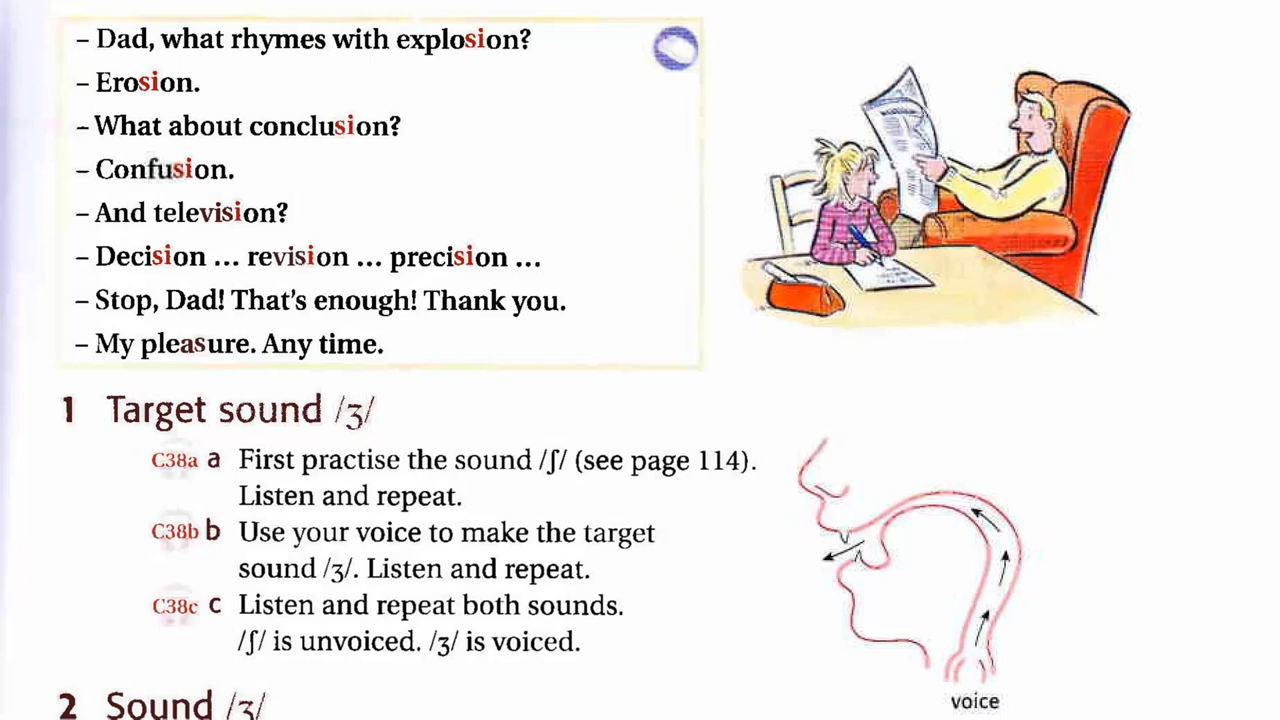 – Dad, what rhymes with explosion?
– Erosion.
– What about conclusion?
– Confusion.
– And television?
– Decision ... revision ... precision ...
– Stop, Dad! That's enough! Thank you.
– My pleasure. Any time.
1 Target sound /ʒ/
C38a a First practise the sound /ʃ/ (see page 114).
Listen and repeat.
C38b b Use your voice to make the target
sound /ʒ/. Listen and repeat.
C38c c Listen and repeat both sounds.
/ʃ/ is unvoiced. /ʒ/ is voiced.
voice
2 Sound /ʒ/